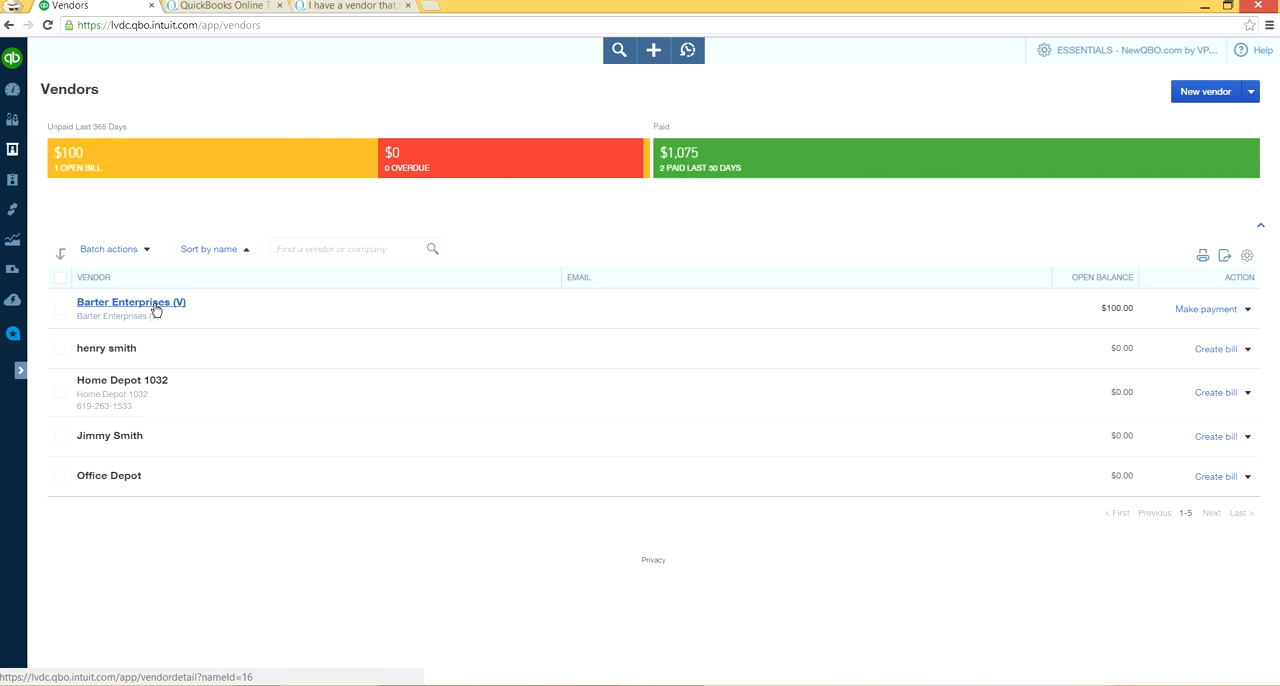 Vendors
QuickBooks Online T
I have a vendor that
https://lvdc.qbo.intuit.com/app/vendors
qb
ESSENTIALS - NewQBO.com by VP...
Help
Vendors
New vendor
Unpaid Last 365 Days
Paid
$100
1 OPEN BILL
$0
0 OVERDUE
$1,075
2 PAID LAST 30 DAYS
Batch actions
Sort by name
Find a vendor or company
VENDOR
EMAIL
OPEN BALANCE
ACTION
Barter Enterprises (V)
Barter Enterprises
$100.00
Make payment
henry smith
$0.00
Create bill
Home Depot 1032
Home Depot 1032
619-263-1533
$0.00
Create bill
Jimmy Smith
$0.00
Create bill
Office Depot
$0.00
Create bill
< First Previous 1-5 Next Last >
Privacy
https://lvdc.qbo.intuit.com/app/vendordetail?nameId=16